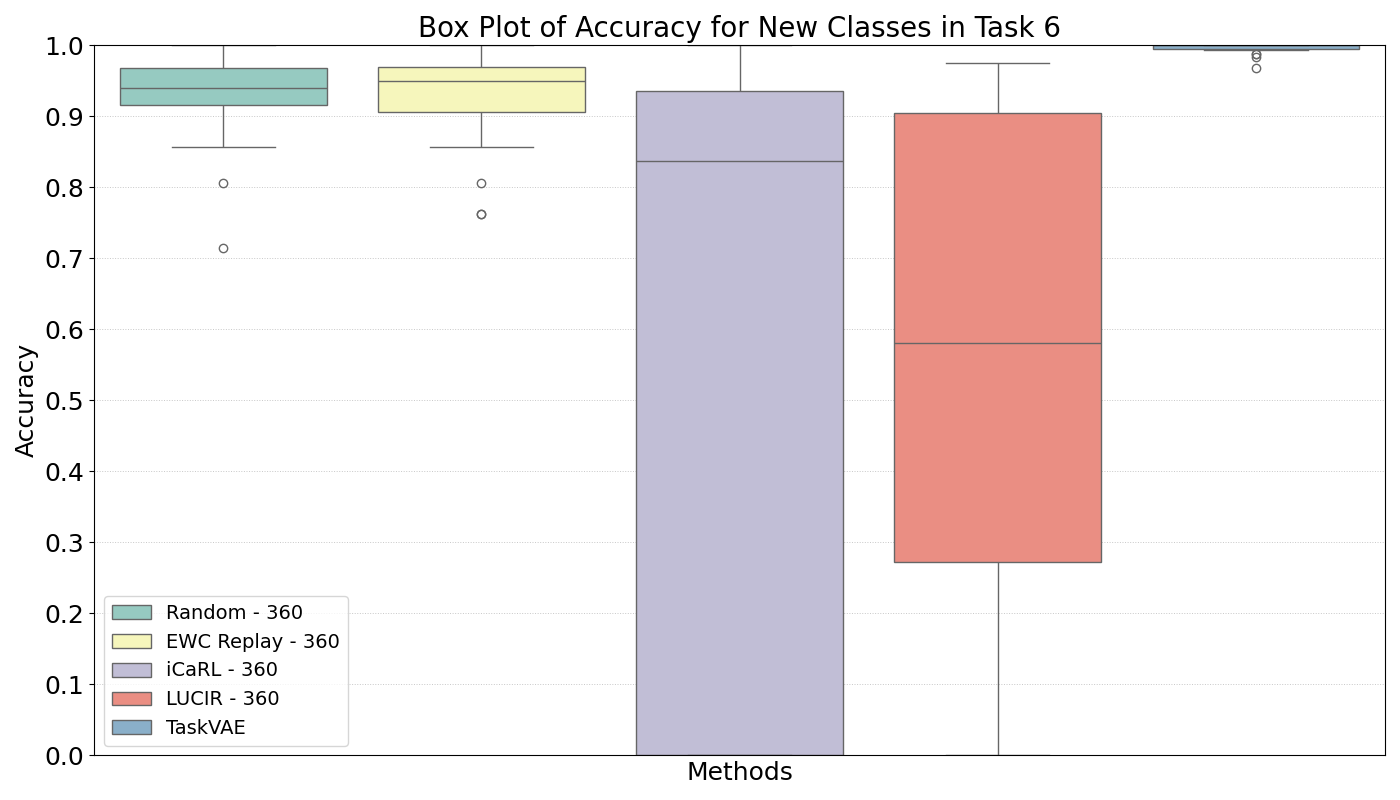 Box Plot of Accuracy for New Classes in Task 6
1.0
0.9
0.8
0.7
0.6
0.5
0.4
0.3
0.2
0.1
0.0
Accuracy
Random - 360
EWC Replay - 360
iCaRL - 360
LUCIR - 360
TaskVAE
Methods